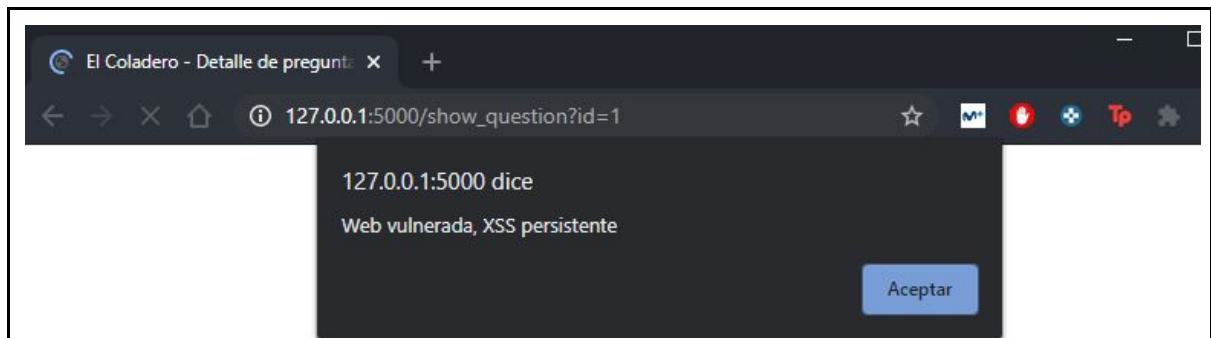 El Coladero - Detalle de pregunta
127.0.0.1:5000/show_question?id=1
M+
Tp
127.0.0.1:5000 dice
Web vulnerada, XSS persistente
Aceptar